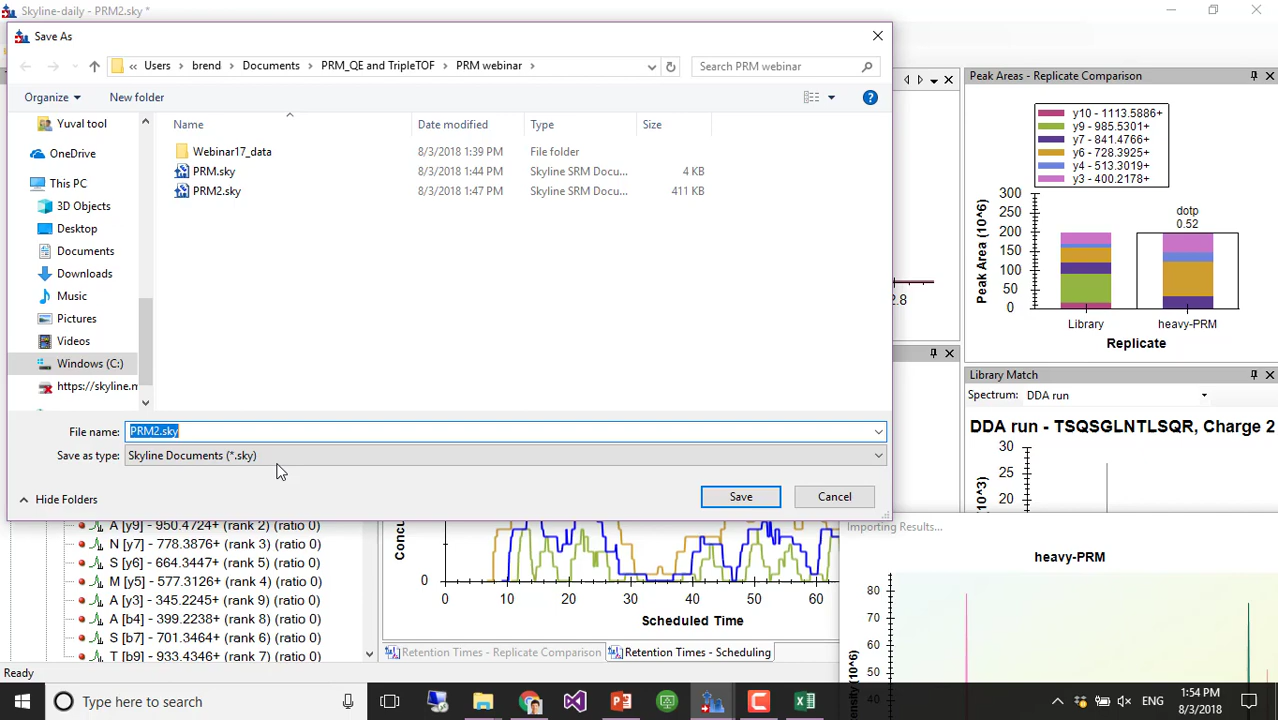 Skyline-daily - PRM2.sky *
Save As
Users
brend
Documents
PRM_QE and TripleTOF
PRM webinar
Search PRM webinar
Organize
New folder
Yuval tool
OneDrive
This PC
3D Objects
Desktop
Documents
Downloads
Music
Pictures
Videos
Windows (C:)
https://skyline.m
Name
Date modified
Type
Size
Webinar17_data
8/3/2018 1:39 PM
File folder
PRM.sky
8/3/2018 1:44 PM
Skyline SRM Docu...
4 KB
PRM2.sky
8/3/2018 1:47 PM
Skyline SRM Docu...
411 KB
File name:
PRM2.sky
Save as type:
Skyline Documents (*.sky)
Hide Folders
Save
Cancel
Peak Areas - Replicate Comparison
y10 - 1113.5886+
y9 - 985.5301+
y7 - 841.4766+
y6 - 728.3925+
y4 - 513.3019+
y3 - 400.2178+
Peak Area (10^6)
300
250
200
150
100
50
0
dotp
0.52
Library
heavy-PRM
Replicate
2.8
Library Match
Spectrum:
DDA run
DDA run - TSQSGLNTLSQR, Charge 2
(10^3)
30
25
20
A [y9] - 950.4724+ (rank 2) (ratio 0)
N [y7] - 778.3876+ (rank 3) (ratio 0)
S [y6] - 664.3447+ (rank 5) (ratio 0)
M [y5] - 577.3126+ (rank 4) (ratio 0)
A [y3] - 345.2245+ (rank 9) (ratio 0)
A [b4] - 399.2238+ (rank 8) (ratio 0)
S [b7] - 701.3464+ (rank 6) (ratio 0)
T [b9] - 933.4346+ (rank 7) (ratio 0)
Conc
0
0
10
20
30
40
50
60
Scheduled Time
Retention Times - Replicate Comparison
Retention Times - Scheduling
Importing Results...
heavy-PRM
ensity (10^6)
80
70
60
50
40
Ready
Type here to search
ENG
1:54 PM
8/3/2018